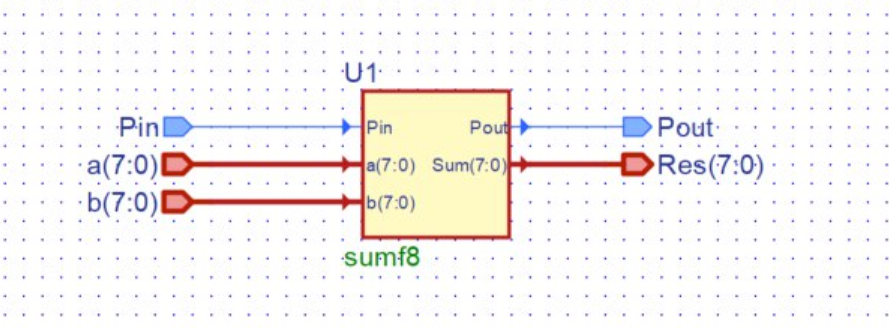 U1
Pin Pin Pout Pout
a(7:0) a(7:0) Sum(7:0) Res(7:0)
b(7:0) b(7:0)
sumf8